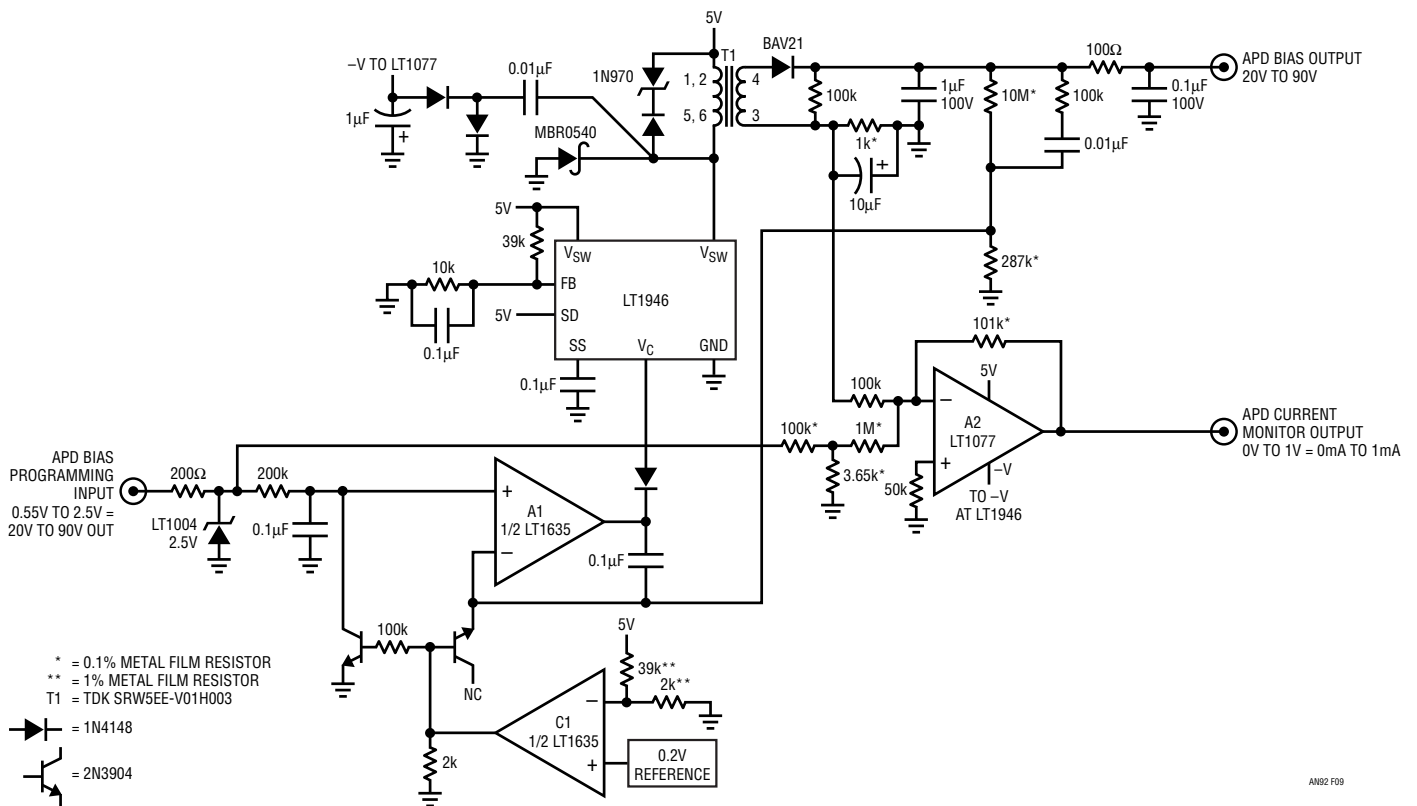 5V
T1
BAV21
100Ω
APD BIAS OUTPUT
20V TO 90V
–V TO LT1077
0.01µF
1N970
1, 2
4
5, 6
3
100k
1µF
100V
10M*
100k
0.1µF
100V
1µF
+
MBR0540
1k*
+
10µF
0.01µF
5V
39k
VSW
VSW
10k
FB
LT1946
287k*
5V
SD
0.1µF
SS
VC
GND
101k*
0.1µF
100k
5V
–
A2
LT1077
+
–V
TO –V
AT LT1946
APD CURRENT
MONITOR OUTPUT
0V TO 1V = 0mA TO 1mA
100k*
1M*
3.65k*
50k
APD BIAS
PROGRAMMING
INPUT
0.55V TO 2.5V =
20V TO 90V OUT
200Ω
200k
LT1004
2.5V
0.1µF
+
A1
1/2 LT1635
–
0.1µF
100k
NC
5V
39k**
2k**
–
C1
1/2 LT1635
+
0.2V
REFERENCE
2k
* = 0.1% METAL FILM RESISTOR
** = 1% METAL FILM RESISTOR
T1 = TDK SRW5EE-V01H003
= 1N4148
= 2N3904
AN92 F09